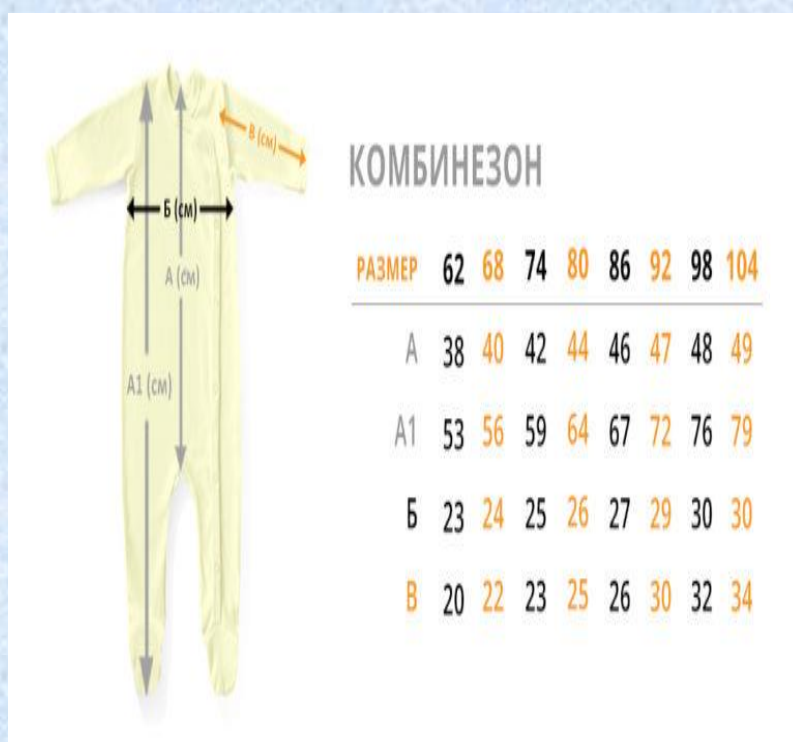 В (см)
Б (см)
А (см)
А1 (см)
КОМБИНЕЗОН
РАЗМЕР 62 68 74 80 86 92 98 104
А 38 40 42 44 46 47 48 49
А1 53 56 59 64 67 72 76 79
Б 23 24 25 26 27 29 30 30
В 20 22 23 25 26 30 32 34